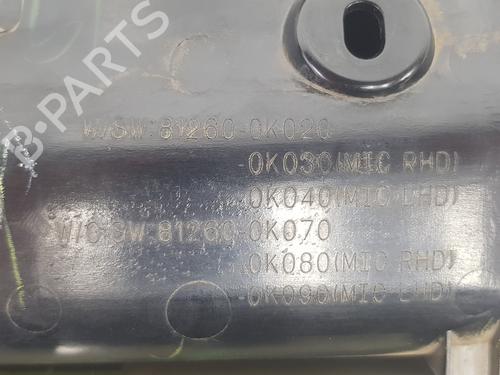 B-PARTS
W/SW:81260-0K020
0K030(MIC RHD)
0K040(MIC LHD)
W/O SW:81260-0K070
0K080(MIC RHD)
0K090(MIC LHD)